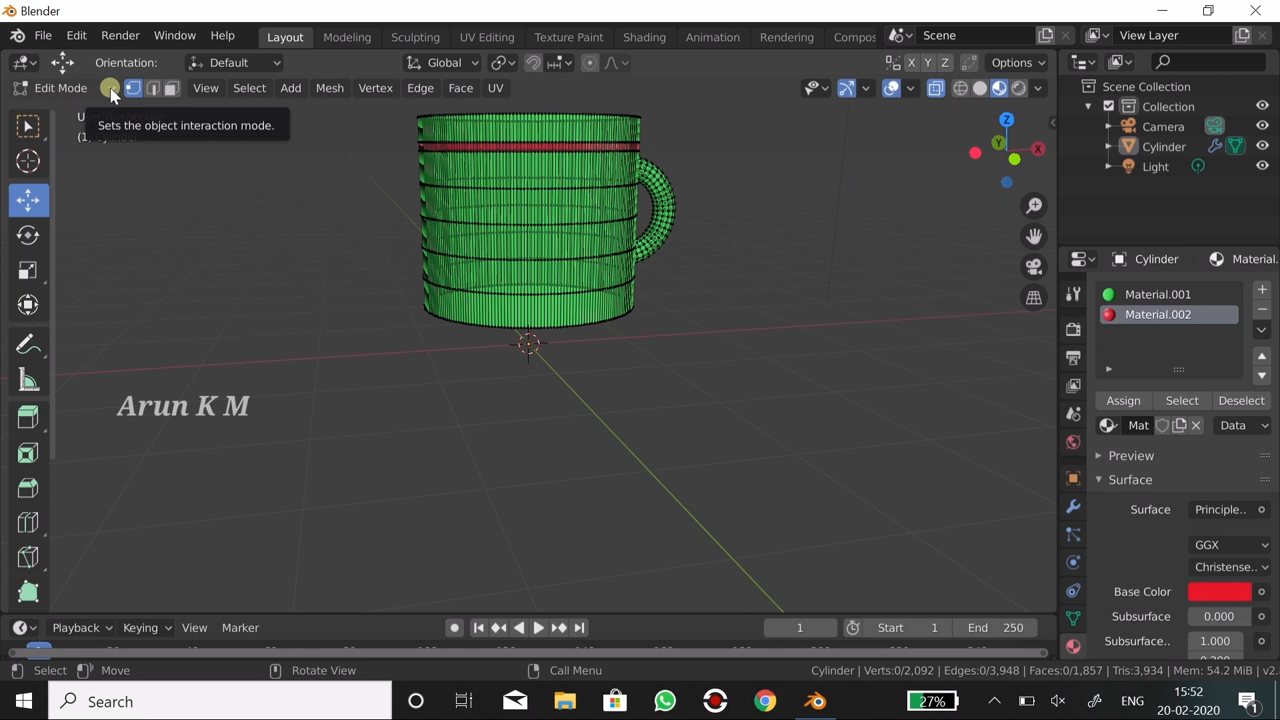 Blender
File Edit Render Window Help Layout Modeling Sculpting UV Editing Texture Paint Shading Animation Rendering Compos Scene View Layer
Orientation: Default Global X Y Z Options
Edit Mode View Select Add Mesh Vertex Edge Face UV
Sets the object interaction mode.
Z
Y
X
Arun K M
Scene Collection
Collection
Camera
Cylinder
Light
Cylinder Material.
Material.001
Material.002
Assign Select Deselect
Mat Data
Preview
Surface
Surface Principle..
GGX
Christense..
Base Color
Subsurface 0.000
Subsurface.. 1.000
Playback Keying View Marker 1 Start 1 End 250
Select Move Rotate View Call Menu Cylinder | Verts:0/2,092 | Edges:0/3,948 | Faces:0/1,857 | Tris:3,934 | Mem: 54.2 MiB | v2.
Search 27% ENG 15:52
20-02-2020
1